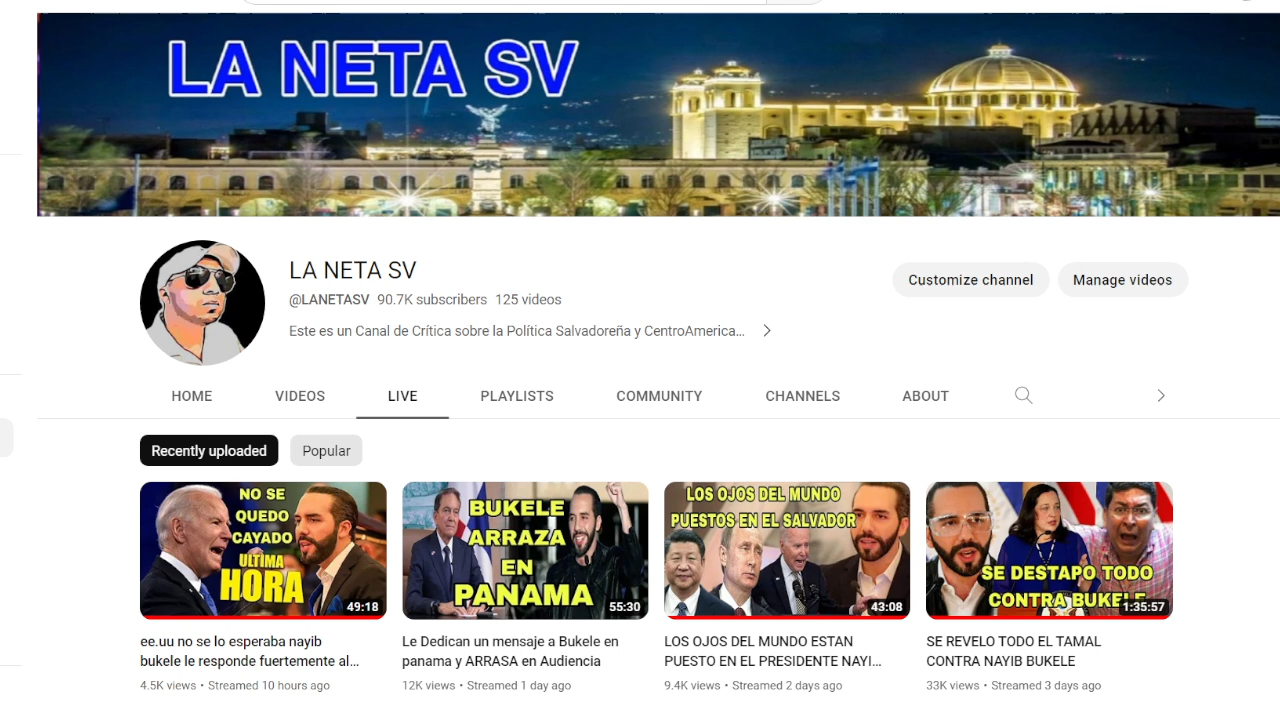 LA NETA SV
LA NETA SV
@LANETASV 90.7K subscribers 125 videos
Este es un Canal de Crítica sobre la Política Salvadoreña y CentroAmerica...
Customize channel
Manage videos
HOME VIDEOS LIVE PLAYLISTS COMMUNITY CHANNELS ABOUT
Recently uploaded Popular
NO SE
QUEDO
CAYADO
ULTIMA
HORA
49:18
BUKELE
ARRAZA
EN
PANAMA
55:30
LOS OJOS DEL MUNDO
PUESTOS EN EL SALVADOR
43:08
SE DESTAPO TODO
CONTRA BUKELE
1:35:57
ee.uu no se lo esperaba nayib
bukele le responde fuertemente al...
4.5K views • Streamed 10 hours ago
Le Dedican un mensaje a Bukele en
panama y ARRASA en Audiencia
12K views • Streamed 1 day ago
LOS OJOS DEL MUNDO ESTAN
PUESTO EN EL PRESIDENTE NAYI...
9.4K views • Streamed 2 days ago
SE REVELO TODO EL TAMAL
CONTRA NAYIB BUKELE
33K views • Streamed 3 days ago